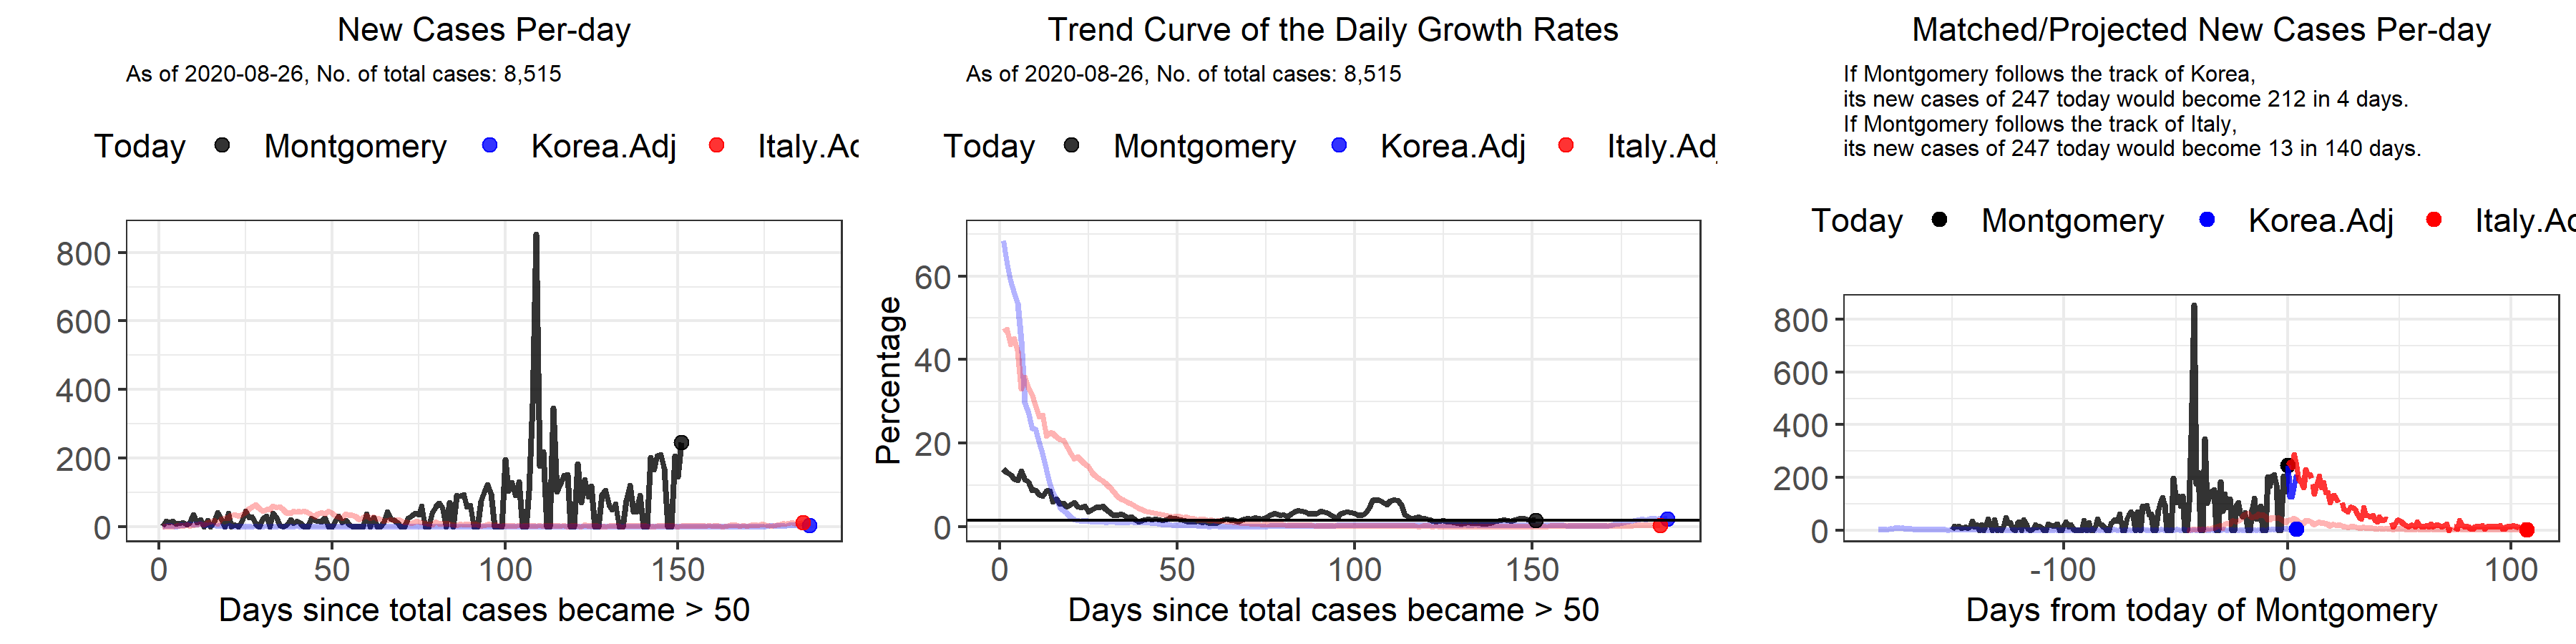 New Cases Per-day
As of 2020-08-26, No. of total cases: 8,515
Today Montgomery Korea.Adj Italy.Ac
800
600
400
200
0
0 50 100 150
Days since total cases became > 50
Trend Curve of the Daily Growth Rates
As of 2020-08-26, No. of total cases: 8,515
Today Montgomery Korea.Adj Italy.Ad
Percentage
60
40
20
0
0 50 100 150
Days since total cases became > 50
Matched/Projected New Cases Per-day
If Montgomery follows the track of Korea,
its new cases of 247 today would become 212 in 4 days.
If Montgomery follows the track of Italy,
its new cases of 247 today would become 13 in 140 days.
Today Montgomery Korea.Adj Italy.Ac
800
600
400
200
0
-100 0 100
Days from today of Montgomery